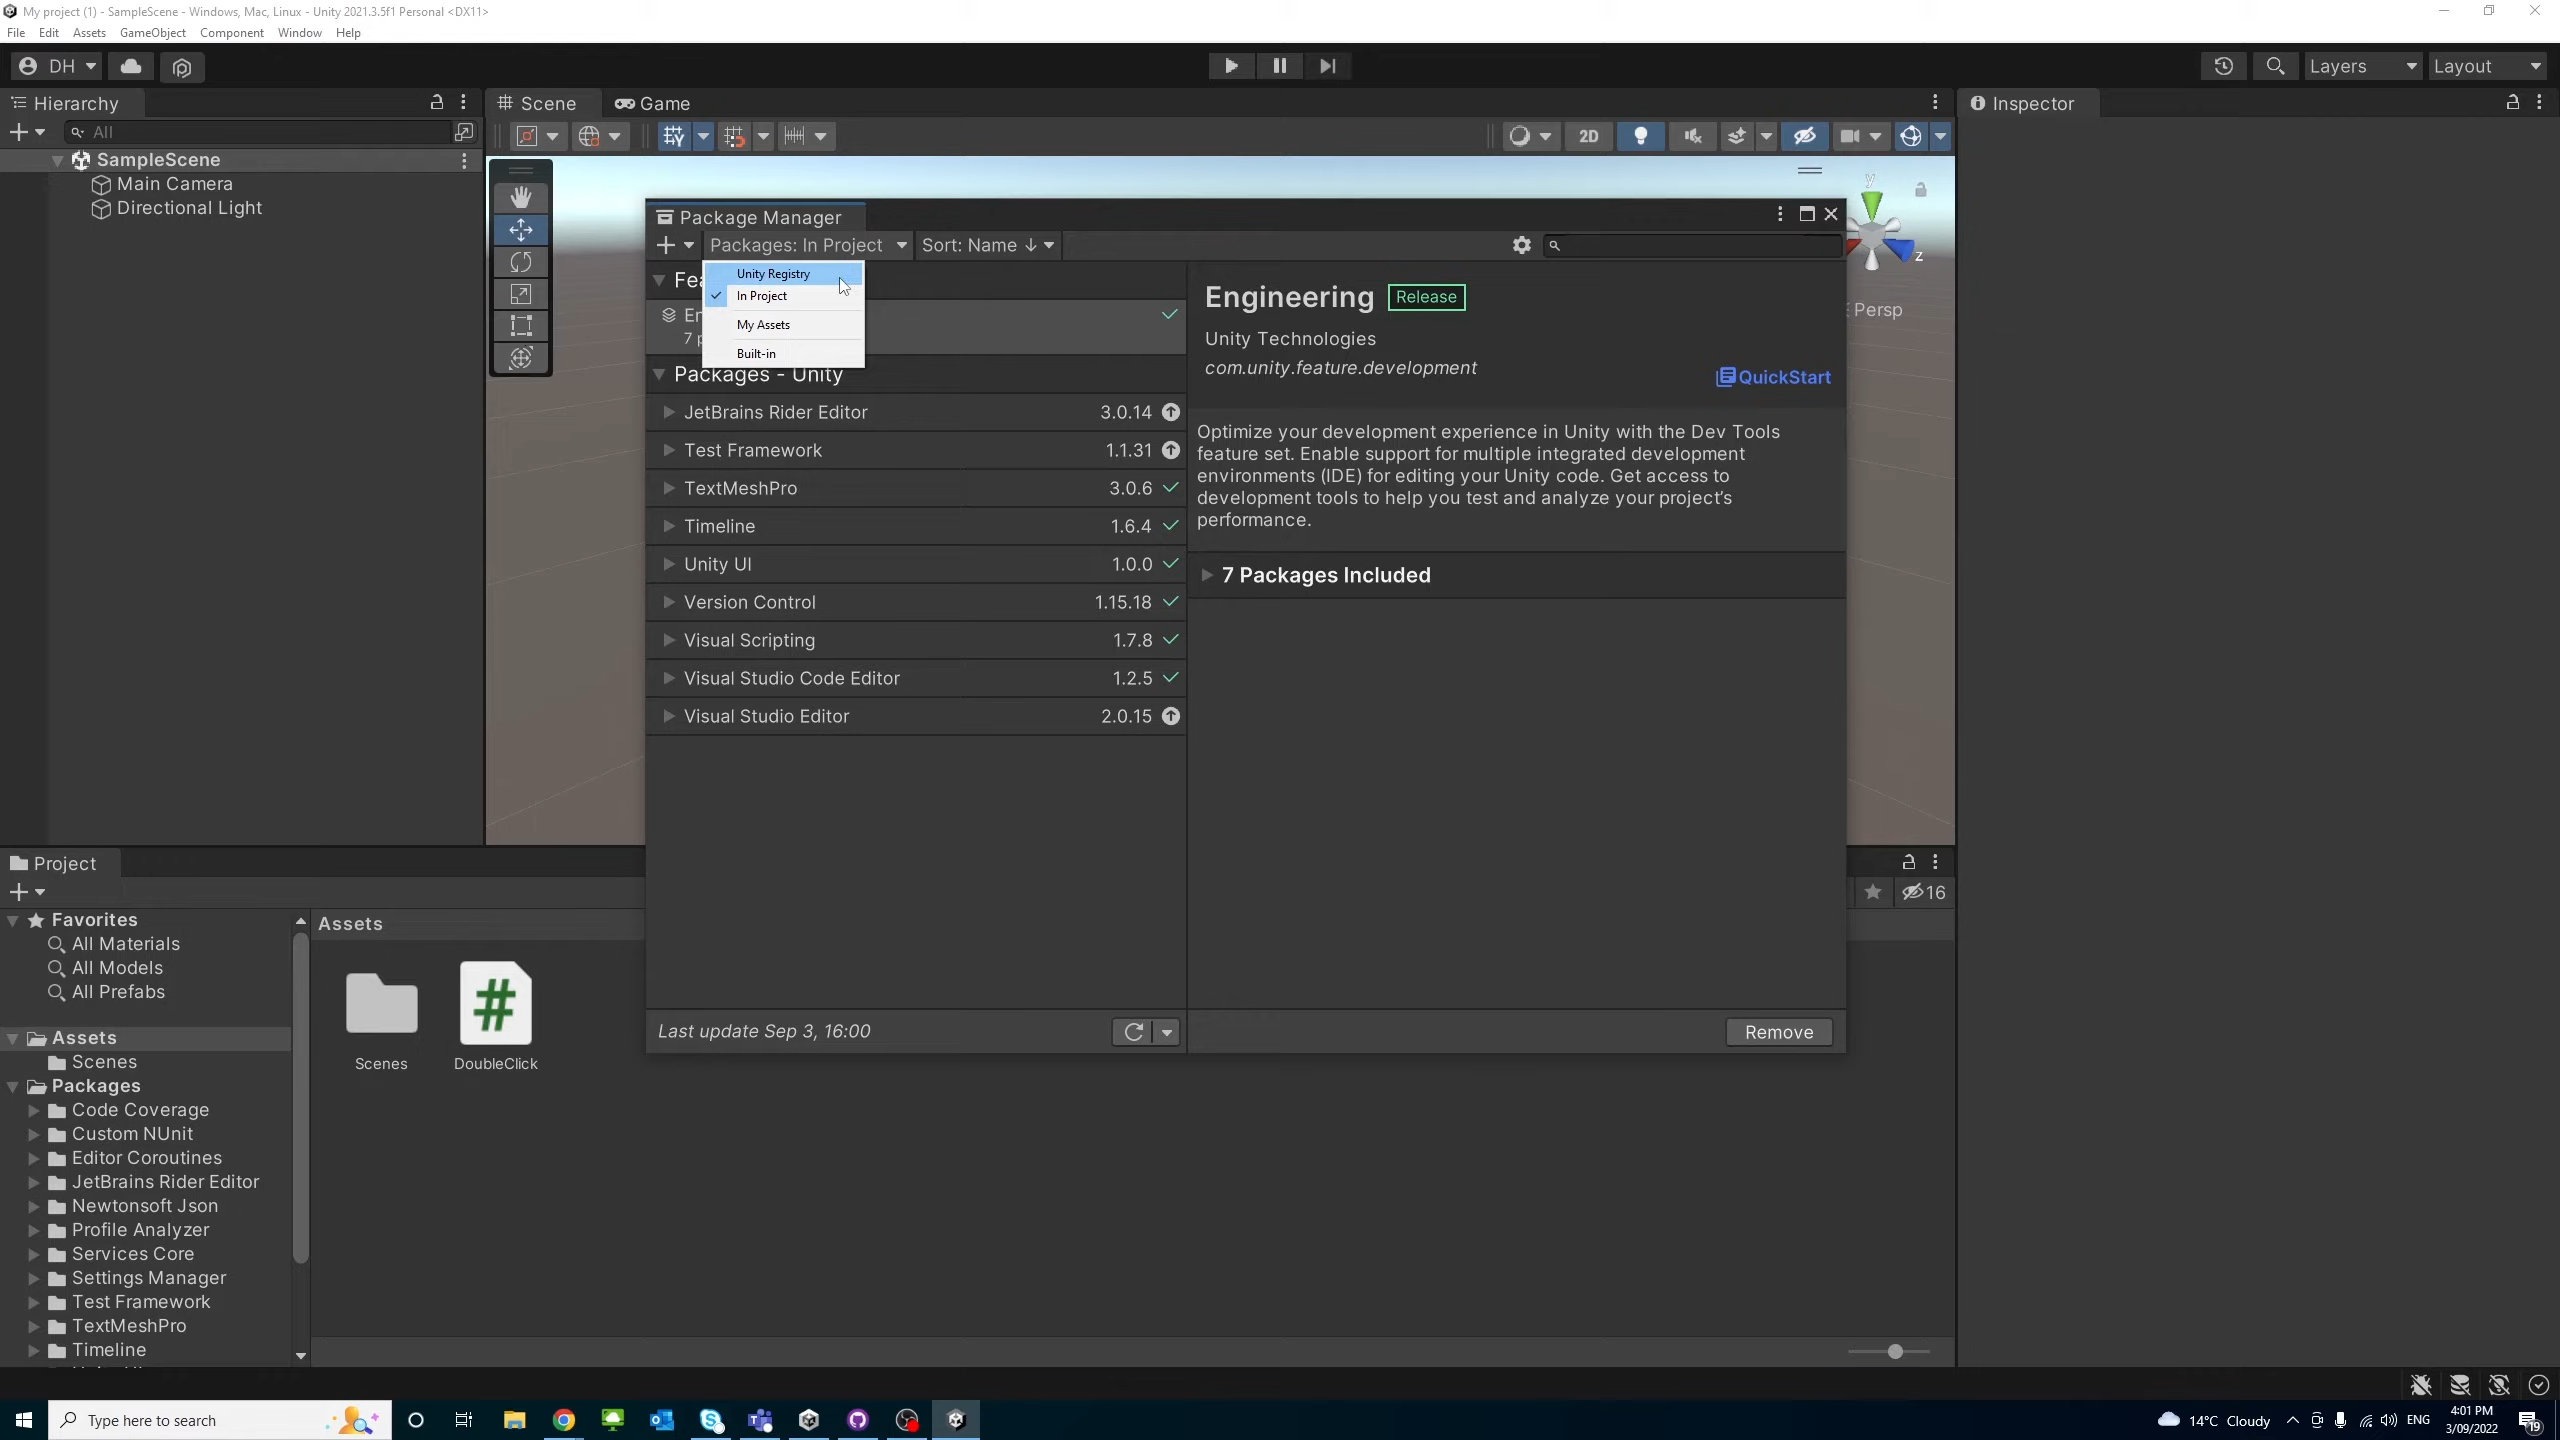 My project (1) - SampleScene - Windows, Mac, Linux - Unity 2021.3.5f1 Personal <DX11>
File Edit Assets GameObject Component Window Help
DH
Layers
Layout
Hierarchy
Scene
Game
Inspector
All
2D
SampleScene
Main Camera
Directional Light
y
z
Persp
Package Manager
Packages: In Project
Sort: Name ↓
Unity Registry
In Project
My Assets
Built-in
Packages - Unity
JetBrains Rider Editor 3.0.14
Test Framework 1.1.31
TextMeshPro 3.0.6
Timeline 1.6.4
Unity UI 1.0.0
Version Control 1.15.18
Visual Scripting 1.7.8
Visual Studio Code Editor 1.2.5
Visual Studio Editor 2.0.15
Last update Sep 3, 16:00
Engineering Release
Unity Technologies
com.unity.feature.development
QuickStart
Optimize your development experience in Unity with the Dev Tools
feature set. Enable support for multiple integrated development
environments (IDE) for editing your Unity code. Get access to
development tools to help you test and analyze your project's
performance.
7 Packages Included
Remove
Project
16
Favorites
All Materials
All Models
All Prefabs
Assets
Scenes
Packages
Code Coverage
Custom NUnit
Editor Coroutines
JetBrains Rider Editor
Newtonsoft Json
Profile Analyzer
Services Core
Settings Manager
Test Framework
TextMeshPro
Timeline
Assets
Scenes
DoubleClick
Type here to search
14°C Cloudy
ENG
4:01 PM
3/09/2022
19